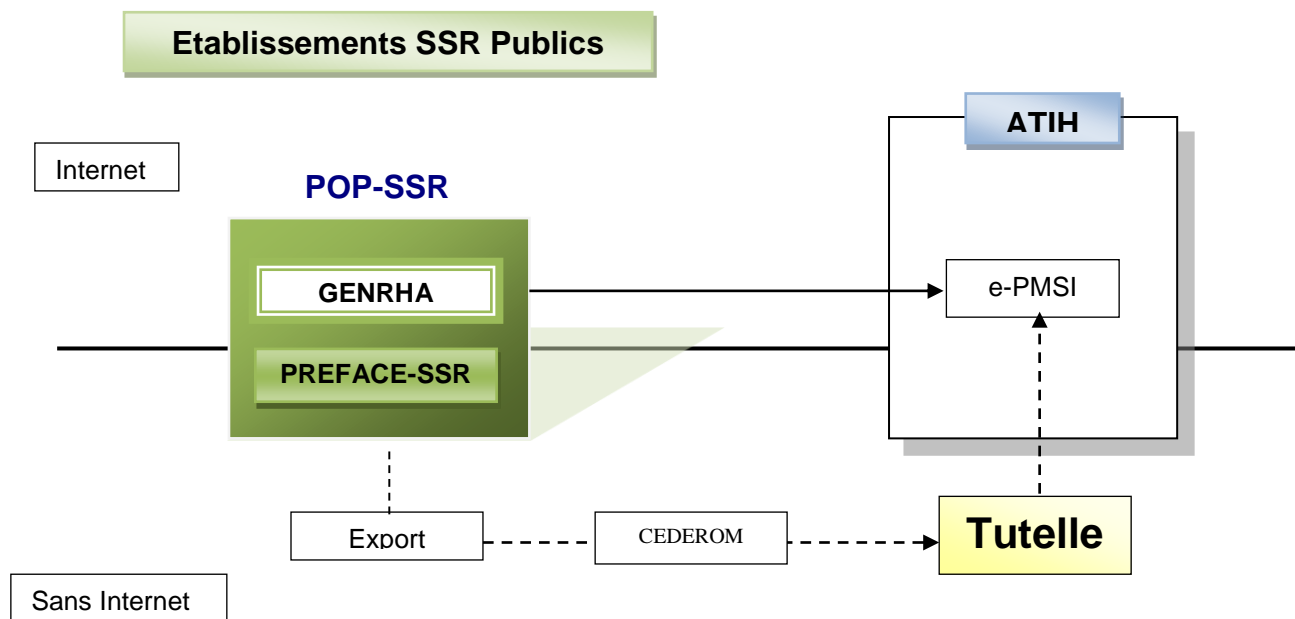 Etablissements SSR Publics
ATIH
Internet
POP-SSR
GENRHA
e-PMSI
PREFACE-SSR
Export
CEDEROM
Tutelle
Sans Internet